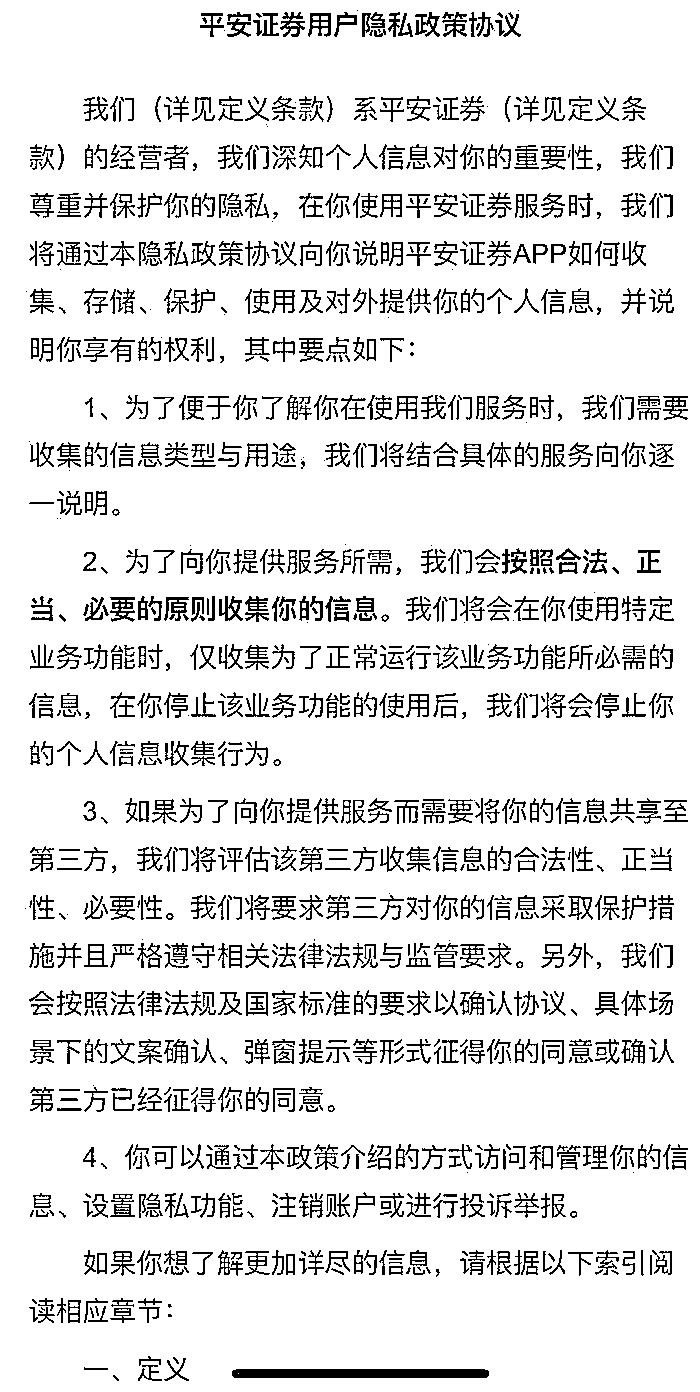 平安证券用户隐私政策协议
我们（详见定义条款）系平安证券（详见定义条
款）的经营者，我们深知个人信息对你的重要性，我们
尊重并保护你的隐私，在你使用平安证券服务时，我们
将通过本隐私政策协议向你说明平安证券APP如何收
集、存储、保护、使用及对外提供你的个人信息，并说
明你享有的权利，其中要点如下：
1、为了便于你了解你在使用我们服务时，我们需要
收集的信息类型与用途，我们将结合具体的服务向你逐
一说明。
2、为了向你提供服务所需，我们会按照合法、正
当、必要的原则收集你的信息。我们将会在你使用特定
业务功能时，仅收集为了正常运行该业务功能所必需的
信息，在你停止该业务功能的使用后，我们将会停止你
的个人信息收集行为。
3、如果为了向你提供服务而需要将你的信息共享至
第三方，我们将评估该第三方收集信息的合法性、正当
性、必要性。我们将要求第三方对你的信息采取保护措
施并且严格遵守相关法律法规与监管要求。另外，我们
会按照法律法规及国家标准的要求以确认协议、具体场
景下的文案确认、弹窗提示等形式征得你的同意或确认
第三方已经征得你的同意。
4、你可以通过本政策介绍的方式访问和管理你的信
息、设置隐私功能、注销账户或进行投诉举报。
如果你想了解更加详尽的信息，请根据以下索引阅
读相应章节：
一、定义